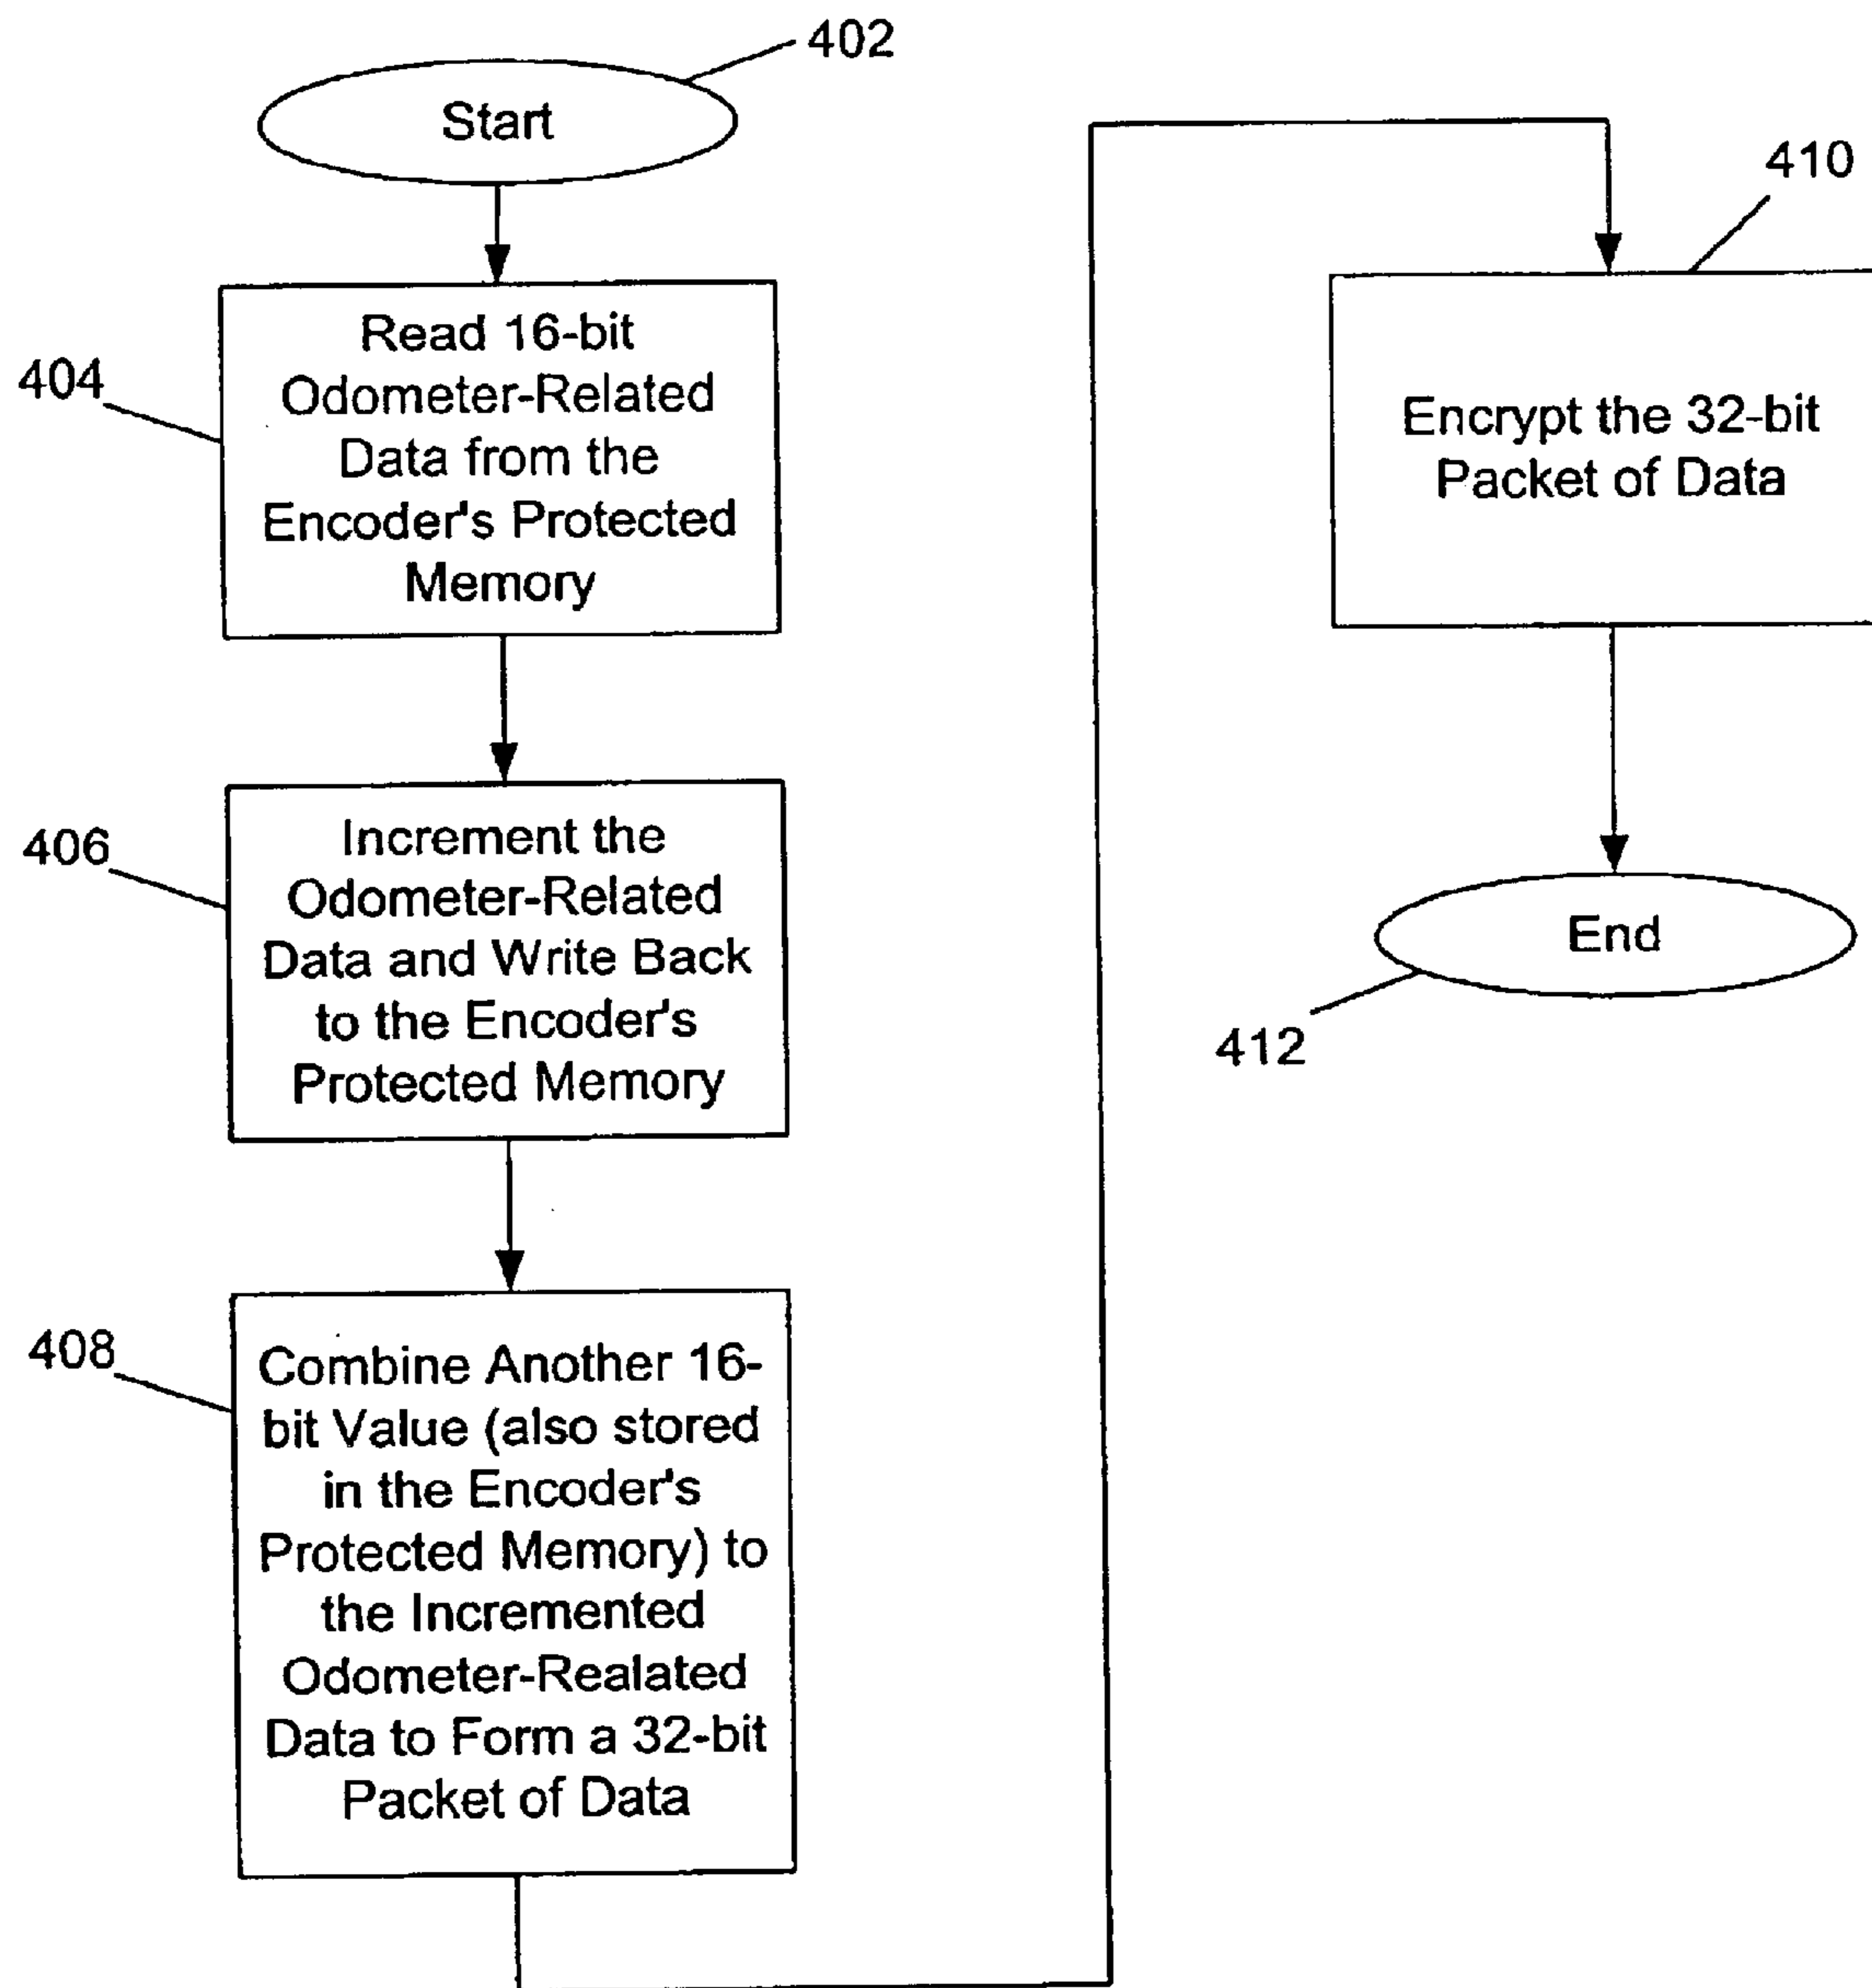 402
Start
404
Read 16-bit
Odometer-Related
Data from the
Encoder's Protected
Memory
406
Increment the
Odometer-Related
Data and Write Back
to the Encoder's
Protected Memory
408
Combine Another 16-
bit Value (also stored
in the Encoder's
Protected Memory) to
the Incremented
Odometer-Realated
Data to Form a 32-bit
Packet of Data
410
Encrypt the 32-bit
Packet of Data
End
412